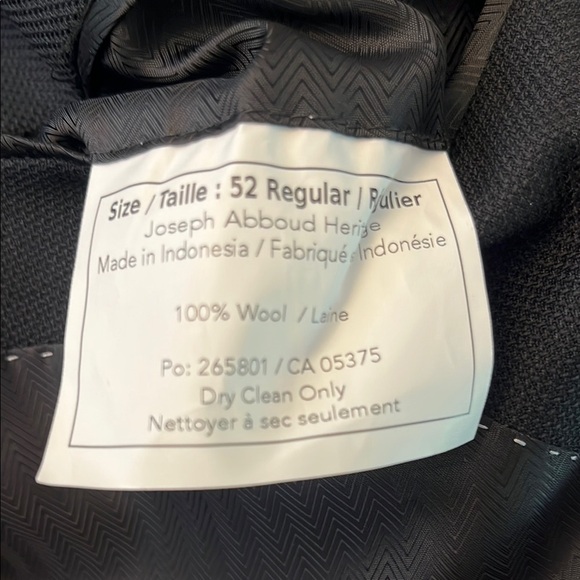 Size / Taille : 52 Regular /
Joseph Abboud
Made in Indonesia / Fabriqué Indonésie
100% Wool / Laine
Po: 265801 / CA 05375
Dry Clean Only
Nettoyer à sec seulement